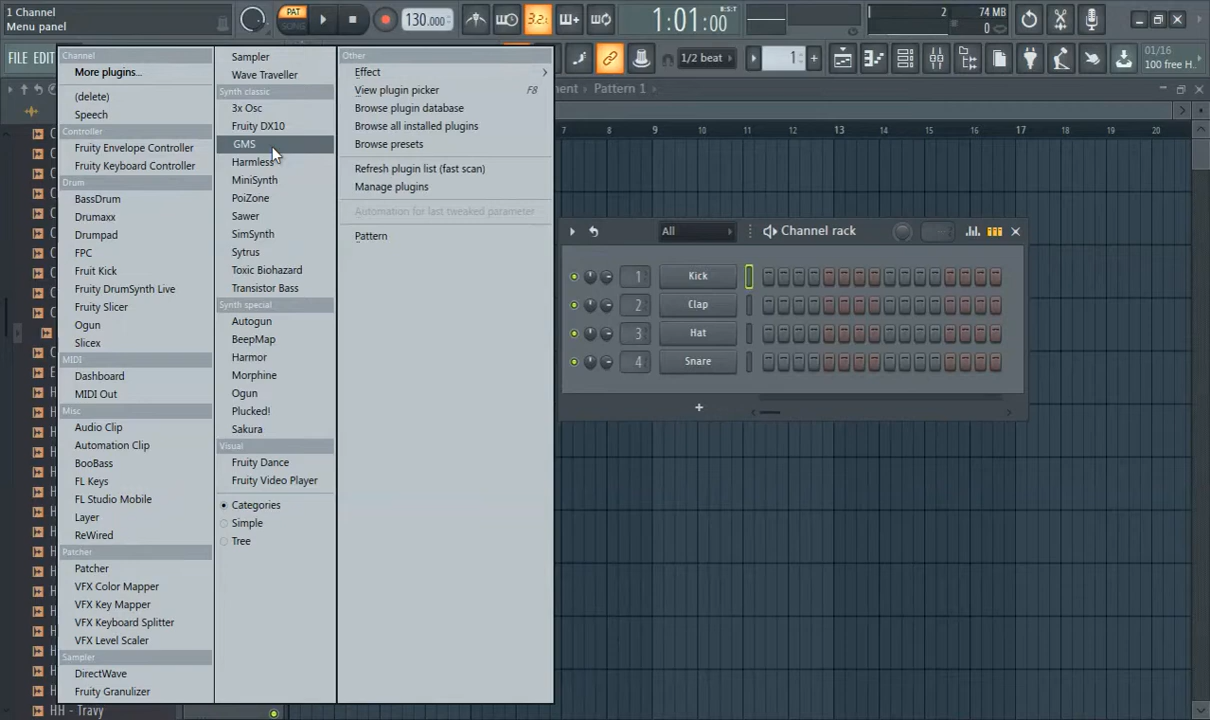 1 Channel
Menu panel
PAT
SONG
130.000
3.2.
1:01:00
B:S:T
2
74 MB
0
FILE EDIT
1/2 beat
1
01/16
100 free H
Channel
More plugins...
(delete)
Speech
Controller
Fruity Envelope Controller
Fruity Keyboard Controller
Drum
BassDrum
Drumaxx
Drumpad
FPC
Fruit Kick
Fruity DrumSynth Live
Fruity Slicer
Ogun
Slicex
MIDI
Dashboard
MIDI Out
Misc
Audio Clip
Automation Clip
BooBass
FL Keys
FL Studio Mobile
Layer
ReWired
Patcher
Patcher
VFX Color Mapper
VFX Key Mapper
VFX Keyboard Splitter
VFX Level Scaler
Sampler
DirectWave
Fruity Granulizer
HH - Travy
Sampler
Wave Traveller
Synth classic
3x Osc
Fruity DX10
GMS
Harmless
MiniSynth
PoiZone
Sawer
SimSynth
Sytrus
Toxic Biohazard
Transistor Bass
Synth special
Autogun
BeepMap
Harmor
Morphine
Ogun
Plucked!
Sakura
Visual
Fruity Dance
Fruity Video Player
Categories
Simple
Tree
Other
Effect
View plugin picker F8
Browse plugin database
Browse all installed plugins
Browse presets
Refresh plugin list (fast scan)
Manage plugins
Automation for last tweaked parameter
Pattern
ment Pattern 1
7 8 9 10 11 12 13 14 15 16 17 18 19 20
All Channel rack
1 Kick
2 Clap
3 Hat
4 Snare
+